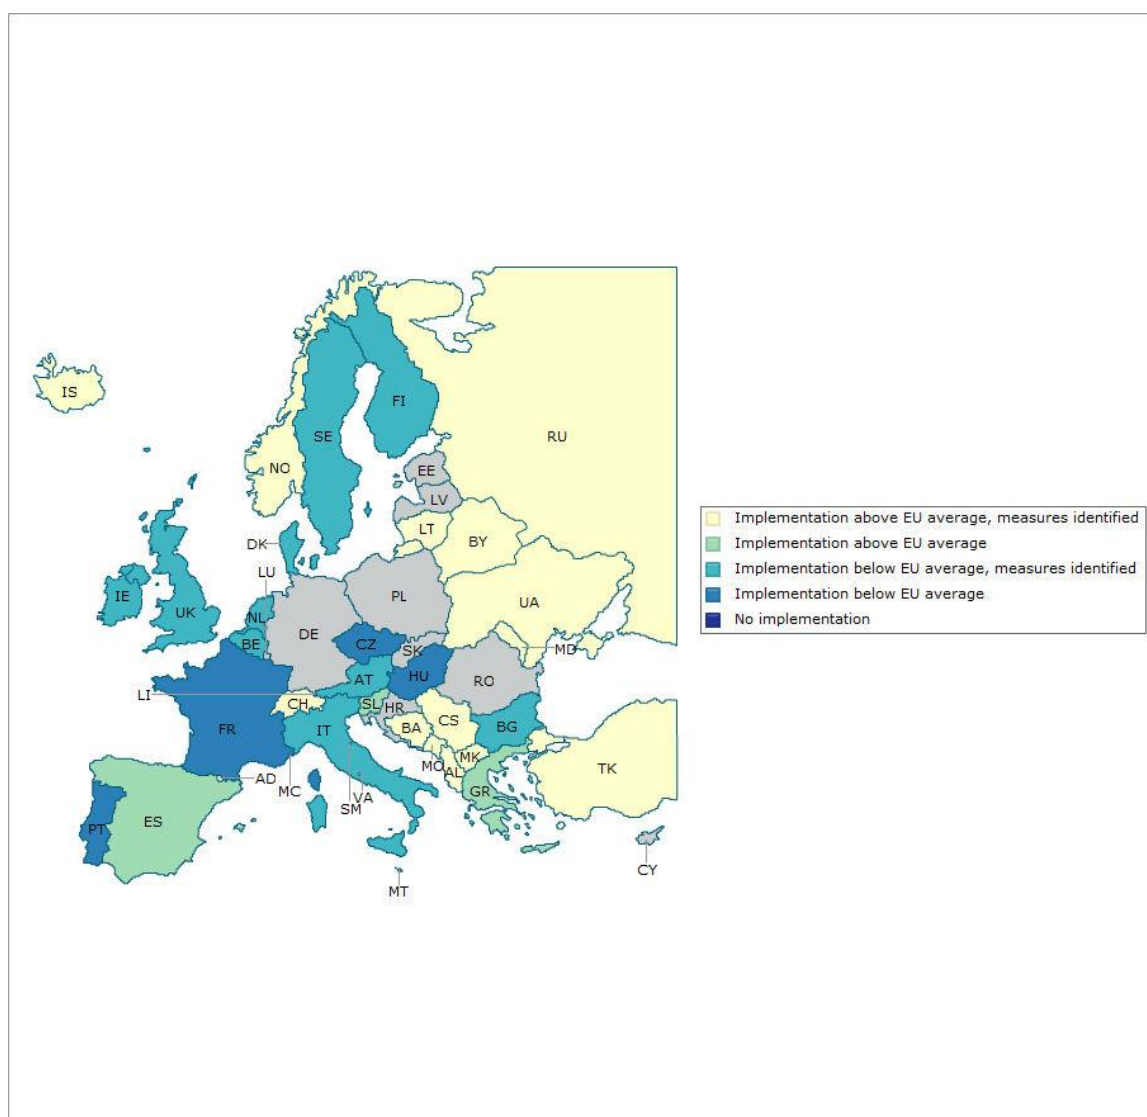 IS
FI
SE
RU
NO
EE
LV
LT
DK
BY
LU
IE
PL
UA
UK
NL
DE
BE
CZ
SK
MD
HU
AT
RO
LI
CH
SL
HR
CS
FR
IT
BA
BG
MO
MK
AL
TK
AD
MC
SM
VA
GR
ES
PT
CY
MT
Implementation above EU average, measures identified
Implementation above EU average
Implementation below EU average, measures identified
Implementation below EU average
No implementation